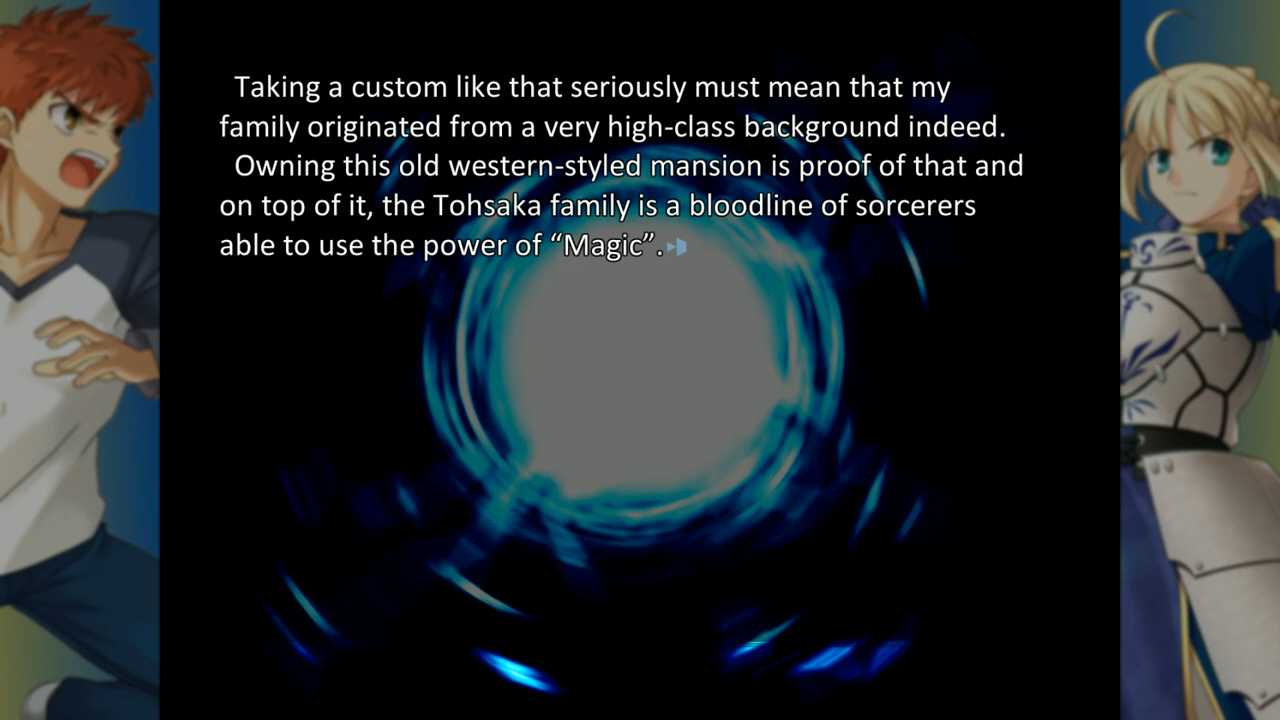 Taking a custom like that seriously must mean that my
family originated from a very high-class background indeed.
Owning this old western-styled mansion is proof of that and
on top of it, the Tohsaka family is a bloodline of sorcerers
able to use the power of “Magic”.